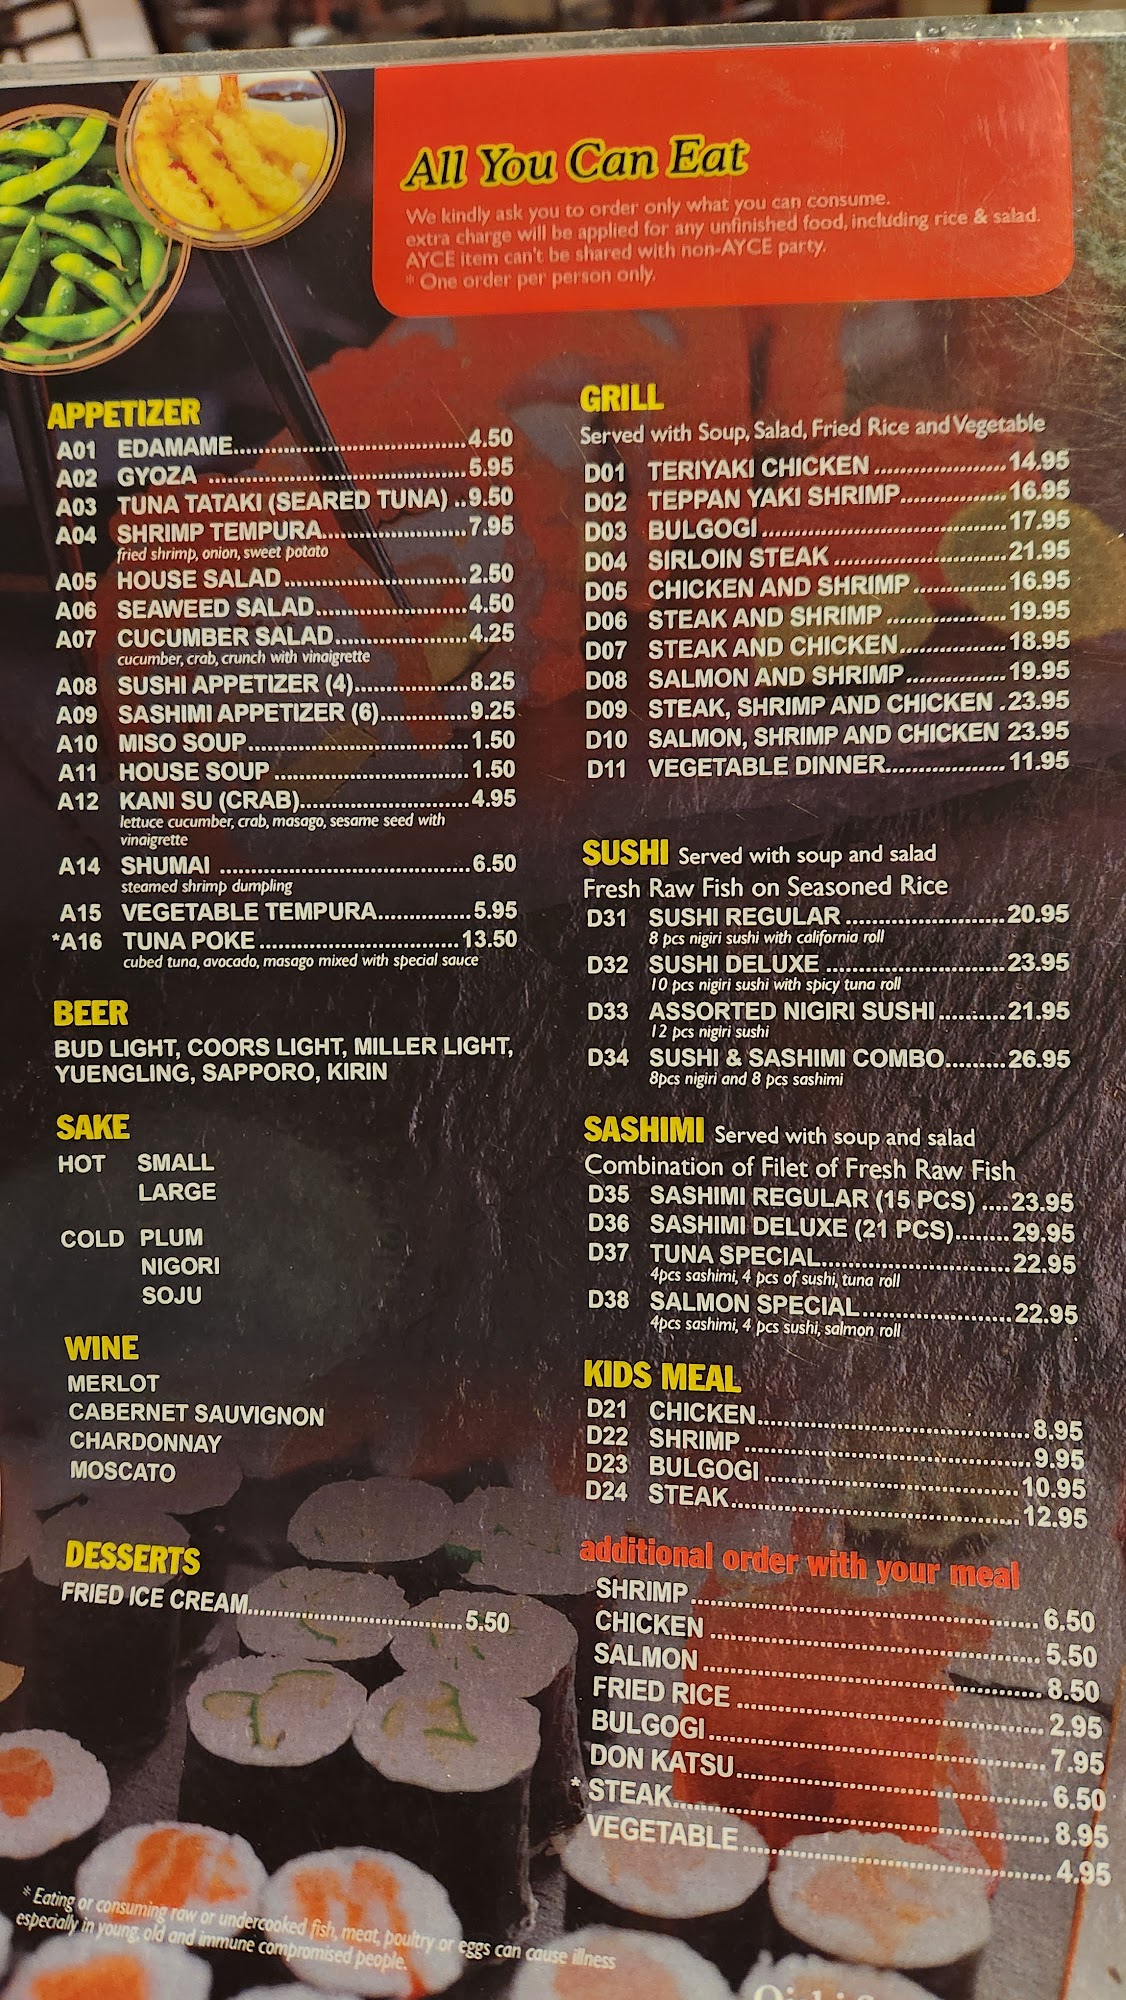 All You Can Eat
We kindly ask you to order only what you can consume.
extra charge will be applied for any unfinished food, including rice & salad.
AYCE item can't be shared with non-AYCE party.
* One order per person only.
APPETIZER
A01 EDAMAME 4.50
A02 GYOZA 5.95
A03 TUNA TATAKI (SEARED TUNA) 9.50
A04 SHRIMP TEMPURA 7.95
fried shrimp, onion, sweet potato
A05 HOUSE SALAD 2.50
A06 SEAWEED SALAD 4.50
A07 CUCUMBER SALAD 4.25
cucumber, crab, crunch with vinaigrette
A08 SUSHI APPETIZER (4) 8.25
A09 SASHIMI APPETIZER (6) 9.25
A10 MISO SOUP 1.50
A11 HOUSE SOUP 1.50
A12 KANI SU (CRAB) 4.95
lettuce cucumber, crab, masago, sesame seed with
vinaigrette
A14 SHUMAI 6.50
steamed shrimp dumpling
A15 VEGETABLE TEMPURA 5.95
*A16 TUNA POKE 13.50
cubed tuna, avocado, masago mixed with special sauce
BEER
BUD LIGHT, COORS LIGHT, MILLER LIGHT,
YUENGLING, SAPPORO, KIRIN
SAKE
HOT SMALL
LARGE
COLD PLUM
NIGORI
SOJU
WINE
MERLOT
CABERNET SAUVIGNON
CHARDONNAY
MOSCATO
DESSERTS
FRIED ICE CREAM 5.50
GRILL
Served with Soup, Salad, Fried Rice and Vegetable
D01 TERIYAKI CHICKEN 14.95
D02 TEPPAN YAKI SHRIMP 16.95
D03 BULGOGI 17.95
D04 SIRLOIN STEAK 21.95
D05 CHICKEN AND SHRIMP 16.95
D06 STEAK AND SHRIMP 19.95
D07 STEAK AND CHICKEN 18.95
D08 SALMON AND SHRIMP 19.95
D09 STEAK, SHRIMP AND CHICKEN 23.95
D10 SALMON, SHRIMP AND CHICKEN 23.95
D11 VEGETABLE DINNER 11.95
SUSHI Served with soup and salad
Fresh Raw Fish on Seasoned Rice
D31 SUSHI REGULAR 20.95
8 pcs nigiri sushi with california roll
D32 SUSHI DELUXE 23.95
10 pcs nigiri sushi with spicy tuna roll
D33 ASSORTED NIGIRI SUSHI 21.95
12 pcs nigiri sushi
D34 SUSHI & SASHIMI COMBO 26.95
8pcs nigiri and 8 pcs sashimi
SASHIMI Served with soup and salad
Combination of Filet of Fresh Raw Fish
D35 SASHIMI REGULAR (15 PCS) 23.95
D36 SASHIMI DELUXE (21 PCS) 29.95
D37 TUNA SPECIAL 22.95
4pcs sashimi, 4 pcs of sushi, tuna roll
D38 SALMON SPECIAL 22.95
4pcs sashimi, 4 pcs sushi, salmon roll
KIDS MEAL
D21 CHICKEN 8.95
D22 SHRIMP 9.95
D23 BULGOGI 10.95
D24 STEAK 12.95
additional order with your meal
SHRIMP 6.50
CHICKEN 5.50
SALMON 8.50
FRIED RICE 2.95
BULGOGI 7.95
DON KATSU 6.50
* STEAK 8.95
VEGETABLE 4.95
* Eating or consuming raw or undercooked fish, meat, poultry or eggs can cause illness
especially in young, old and immune compromised people.